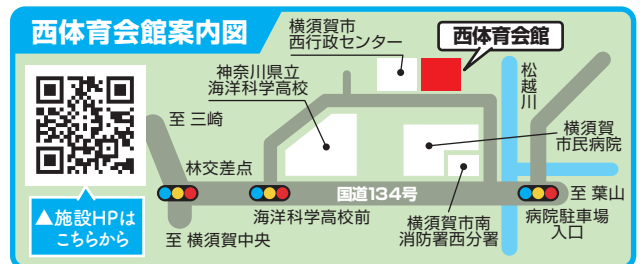 西体育会館案内図
横須賀市
西行政センター
西体育会館
神奈川県立
海洋科学高校
松越川
至 三崎
横須賀
市民病院
林交差点
国道134号
至 葉山
▲施設HPは
こちらから
海洋科学高校前
横須賀市南
消防署西分署
病院駐車場
入口
至 横須賀中央